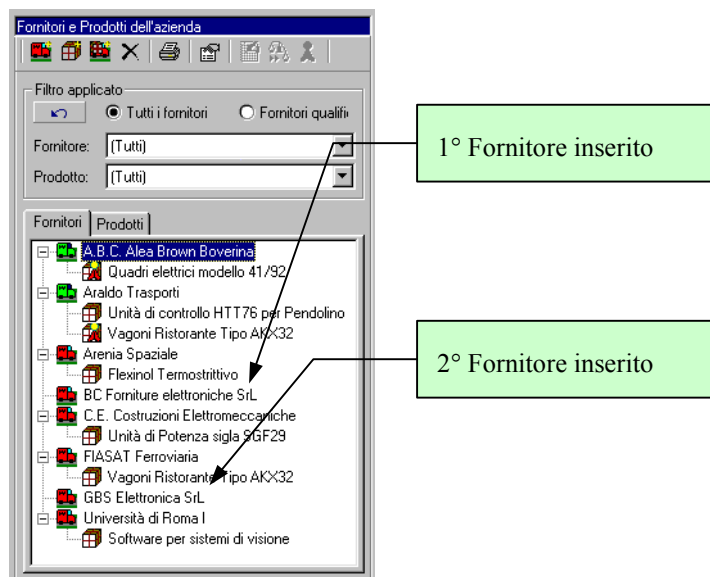 Fornitori e Prodotti dell'azienda
Filtro applicato
Tutti i fornitori Fornitori qualifi
Fornitore: (Tutti)
Prodotto: (Tutti)
1° Fornitore inserito
Fornitori Prodotti
A.B.C. Alea Brown Boverina
Quadri elettrici modello 41/92
Araldo Trasporti
Unità di controllo HTT76 per Pendolino
Vagoni Ristorante Tipo AKX32
Arenia Spaziale
Flexinol Termostrittivo
2° Fornitore inserito
BC Forniture elettroniche SrL
C.E. Costruzioni Elettromeccaniche
Unità di Potenza sigla SGF29
FIASAT Ferroviaria
Vagoni Ristorante Tipo AKX32
GBS Elettronica SrL
Università di Roma I
Software per sistemi di visione